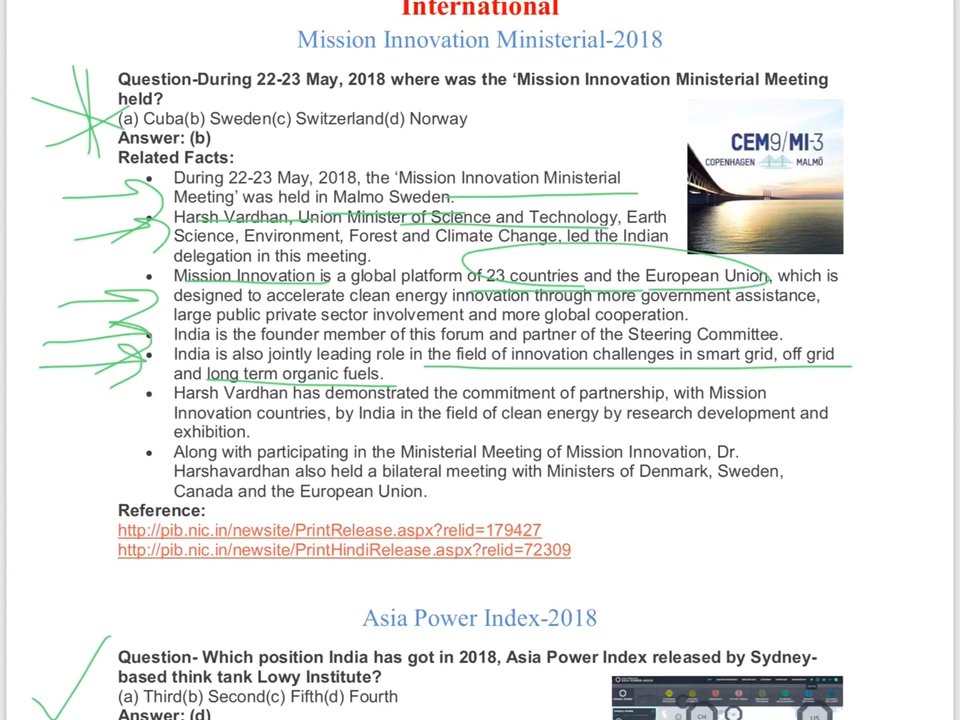 International
Mission Innovation Ministerial-2018
Question-During 22-23 May, 2018 where was the ‘Mission Innovation Ministerial Meeting
held?
(a) Cuba(b) Sweden(c) Switzerland(d) Norway
Answer: (b)
Related Facts:
• During 22-23 May, 2018, the ‘Mission Innovation Ministerial
Meeting’ was held in Malmo Sweden.
• Harsh Vardhan, Union Minister of Science and Technology, Earth
Science, Environment, Forest and Climate Change, led the Indian
delegation in this meeting.
CEM9/MI-3
COPENHAGEN MALMÖ
• Mission Innovation is a global platform of 23 countries and the European Union, which is
designed to accelerate clean energy innovation through more government assistance,
large public private sector involvement and more global cooperation.
• India is the founder member of this forum and partner of the Steering Committee.
• India is also jointly leading role in the field of innovation challenges in smart grid, off grid
and long term organic fuels.
• Harsh Vardhan has demonstrated the commitment of partnership, with Mission
Innovation countries, by India in the field of clean energy by research development and
exhibition.
• Along with participating in the Ministerial Meeting of Mission Innovation, Dr.
Harshavardhan also held a bilateral meeting with Ministers of Denmark, Sweden,
Canada and the European Union.
Reference:
http://pib.nic.in/newsite/PrintRelease.aspx?relid=179427
http://pib.nic.in/newsite/PrintHindiRelease.aspx?relid=72309
Asia Power Index-2018
Question- Which position India has got in 2018, Asia Power Index released by Sydney-
based think tank Lowy Institute?
(a) Third(b) Second(c) Fifth(d) Fourth
Answer: (d)
CH
US